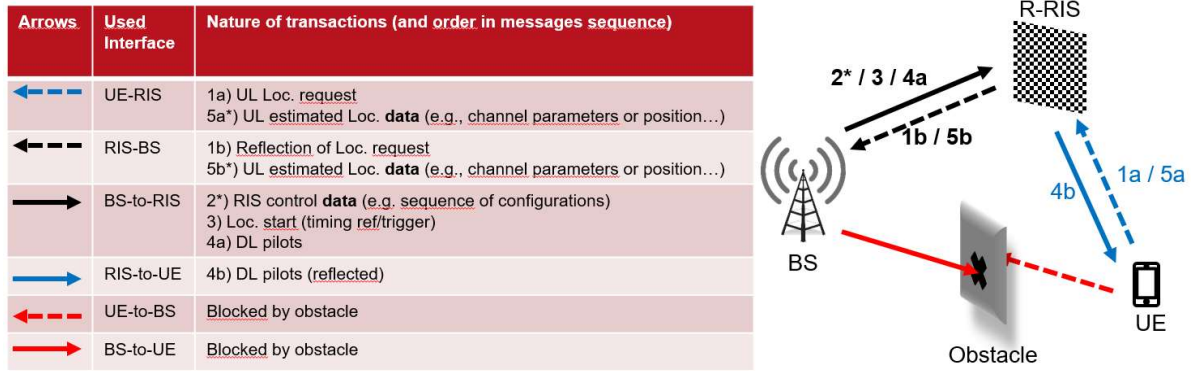 Arrows Used Interface Nature of transactions (and order in messages sequence)
UE-RIS 1a) UL Loc. request
5a*) UL estimated Loc. data (e.g., channel parameters or position…)
RIS-BS 1b) Reflection of Loc. request
5b*) UL estimated Loc. data (e.g., channel parameters or position…)
BS-to-RIS 2*) RIS control data (e.g. sequence of configurations)
3) Loc. start (timing ref/trigger)
4a) DL pilots
RIS-to-UE 4b) DL pilots (reflected)
UE-to-BS Blocked by obstacle
BS-to-UE Blocked by obstacle
R-RIS
2* / 3 / 4a
1b / 5b
1a / 5a
4b
BS
UE
Obstacle